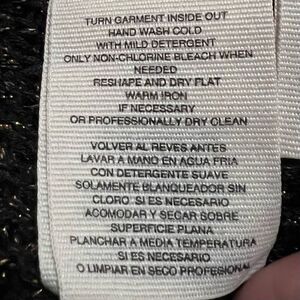 TURN GARMENT INSIDE OUT
HAND WASH COLD
WITH MILD DETERGENT
ONLY NON-CHLORINE BLEACH WHEN
NEEDED
RESHAPE AND DRY FLAT
WARM IRON
IF NECESSARY
OR PROFESSIONALLY DRY CLEAN
VOLVER AL REVES ANTES
LAVAR A MANO EN AGUA FRIA
CON DETERGENTE SUAVE
SOLAMENTE BLANQUEADOR SIN
CLORO SI ES NECESARIO
ACOMODAR Y SECAR SOBRE
SUPERFICIE PLANA
PLANCHAR A MEDIA TEMPERATURA
SI ES NECESARIO
O LIMPIAR EN SECO PROFESIONAL